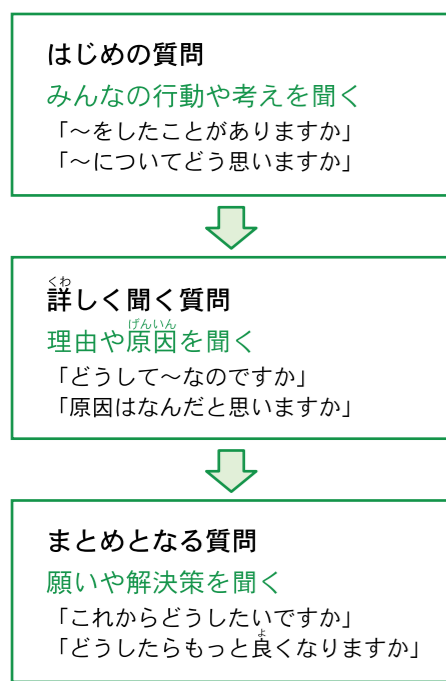 はじめの質問
みんなの行動や考えを聞く
「～をしたことがありますか」
「～についてどう思いますか」
くわ
詳しく聞く質問
げんいん
理由や原因を聞く
「どうして～なのですか」
「原因はなんだと思いますか」
まとめとなる質問
願いや解決策を聞く
「これからどうしたいですか」
よ
「どうしたらもっと良くなりますか」